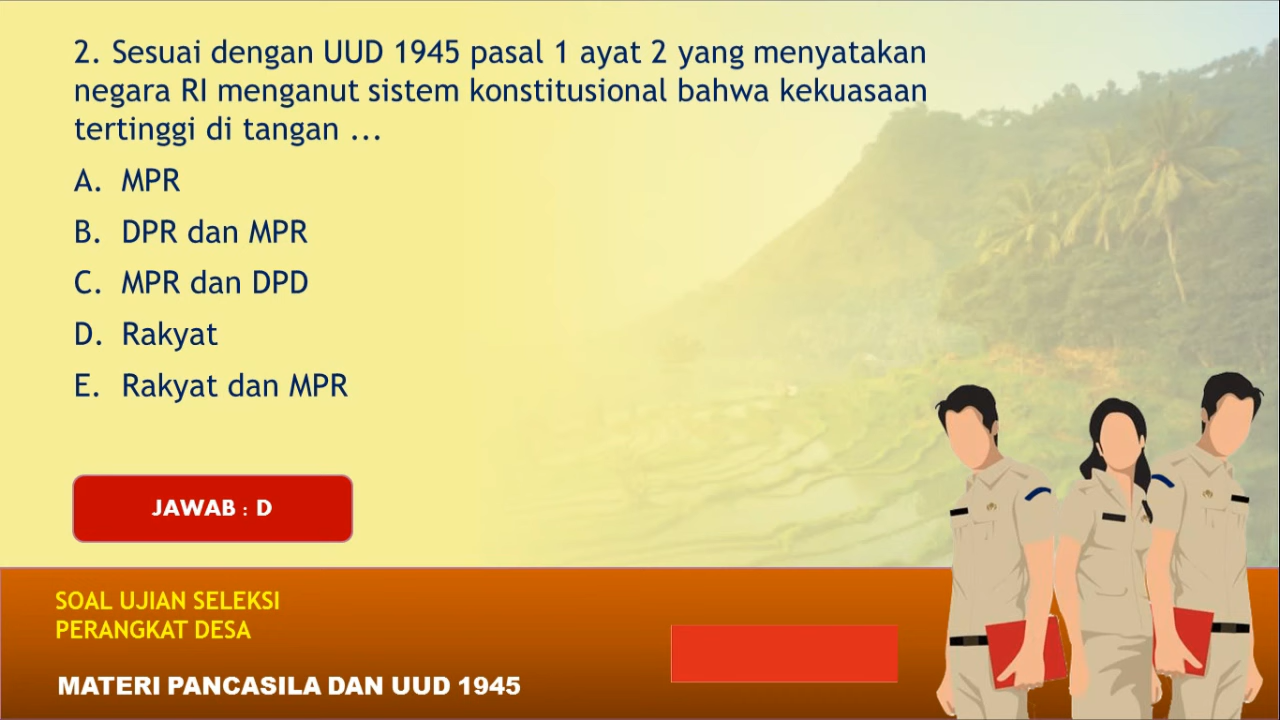 2. Sesuai dengan UUD 1945 pasal 1 ayat 2 yang menyatakan
negara RI menganut sistem konstitusional bahwa kekuasaan
tertinggi di tangan ...
A. MPR
B. DPR dan MPR
C. MPR dan DPD
D. Rakyat
E. Rakyat dan MPR
JAWAB : D
SOAL UJIAN SELEKSI
PERANGKAT DESA
MATERI PANCASILA DAN UUD 1945